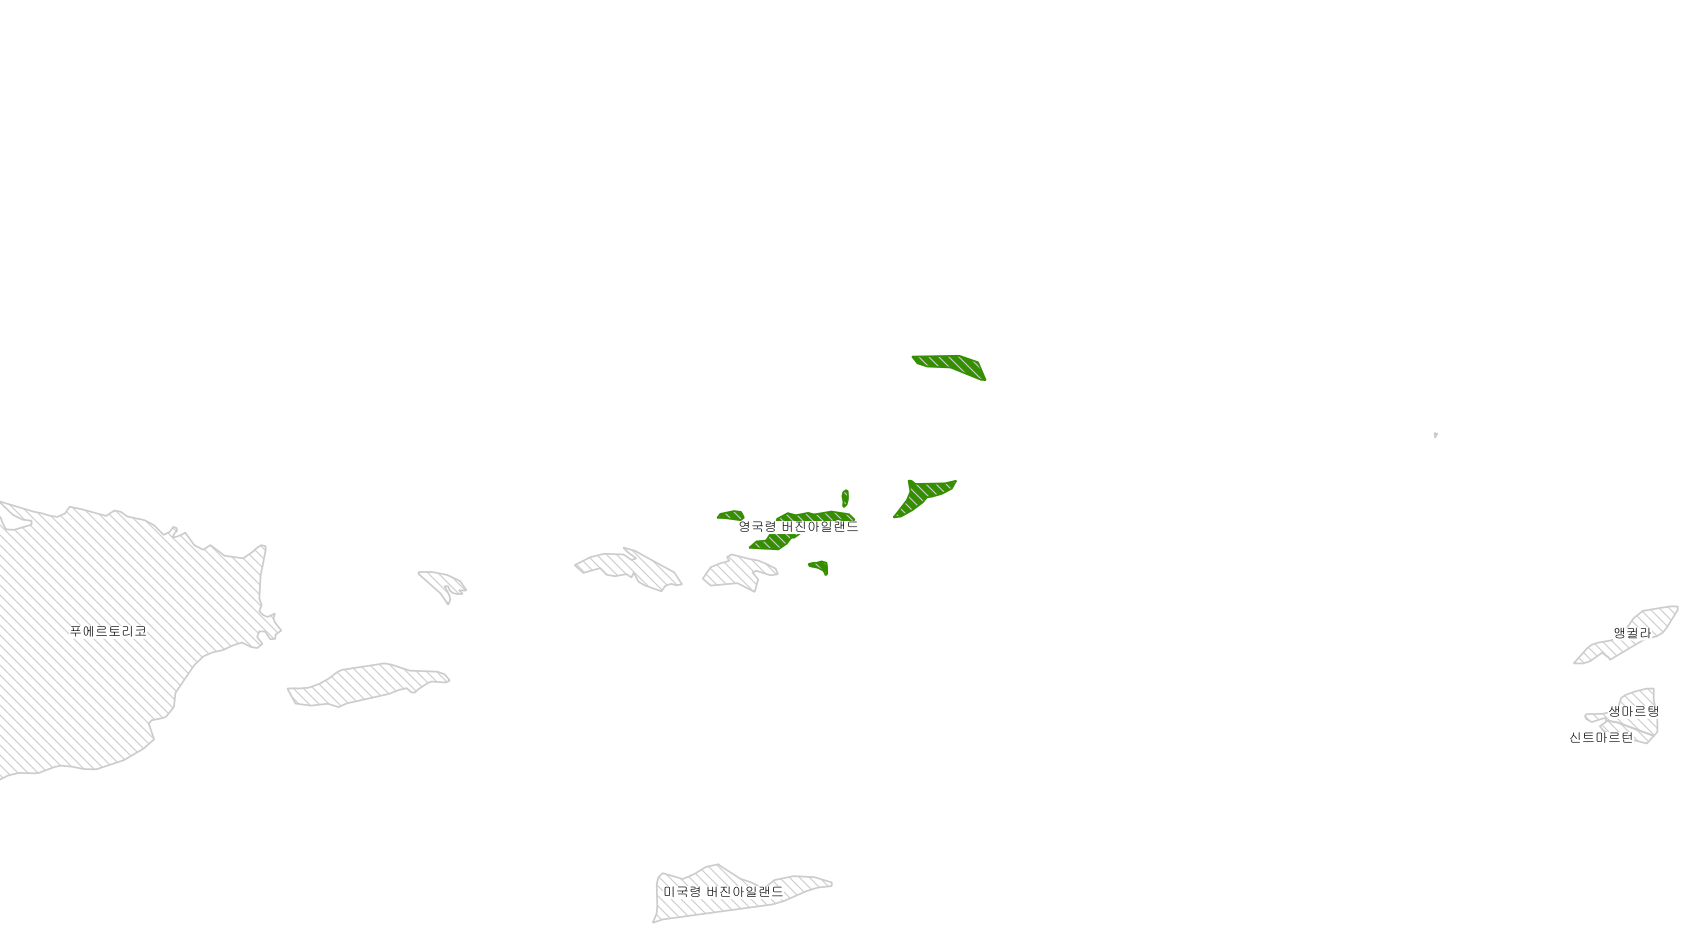 영국령 버진아일랜드
푸에르토리코
앵귈라
생마르탱
신트마르턴
미국령 버진아일랜드